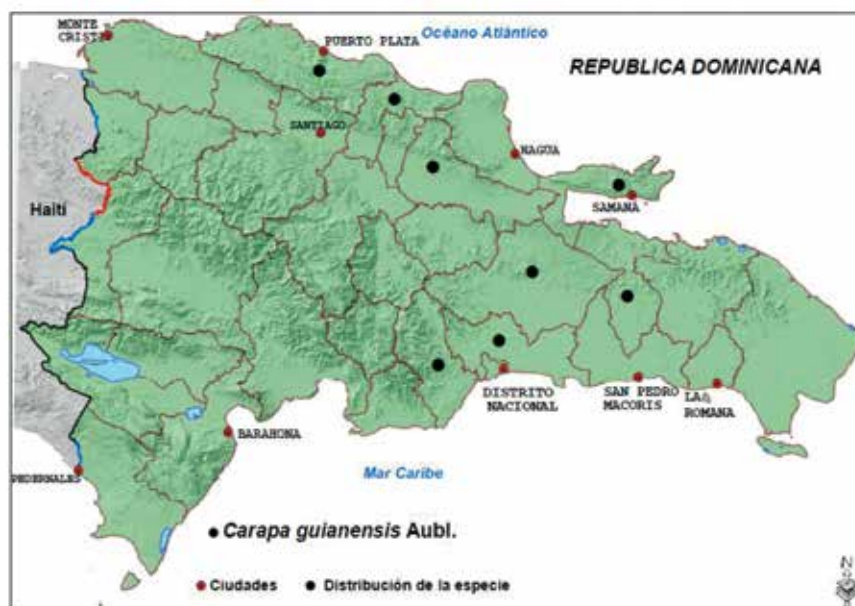 MONTE
CRISTI
PUERTO PLATA
Océano Atlántico
REPUBLICA DOMINICANA
SANTIAGO
NAGUA
Haití
SAMANA
DISTRITO
NACIONAL
SAN PEDRO
MACORIS
LA
ROMANA
BARAHONA
PEDERNALES
Mar Caribe
Carapa guianensis Aubl.
Ciudades
Distribución de la especie
N